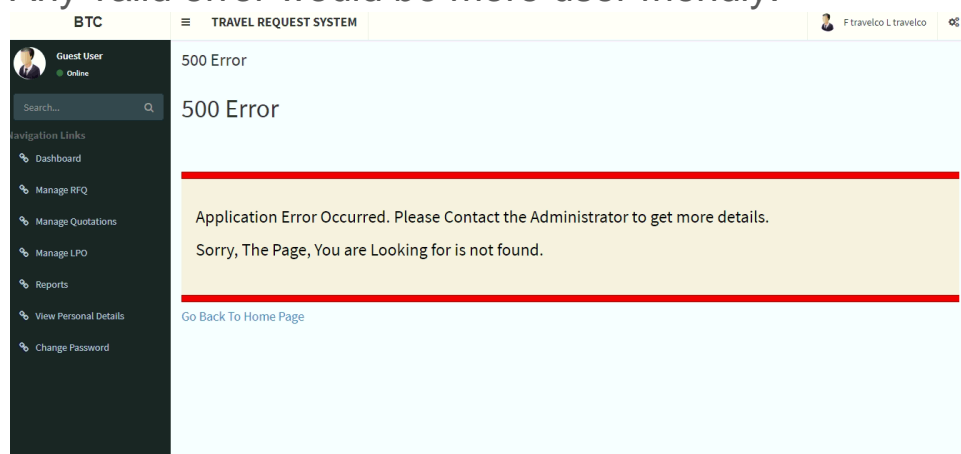 Any valid error would be more user friendly.
BTC
TRAVEL REQUEST SYSTEM
F travelco L travelco
Guest User
Online
Search...
Navigation Links
Dashboard
Manage RFQ
Manage Quotations
Manage LPO
Reports
View Personal Details
Change Password
500 Error
500 Error
Application Error Occurred. Please Contact the Administrator to get more details.
Sorry, The Page, You are Looking for is not found.
Go Back To Home Page